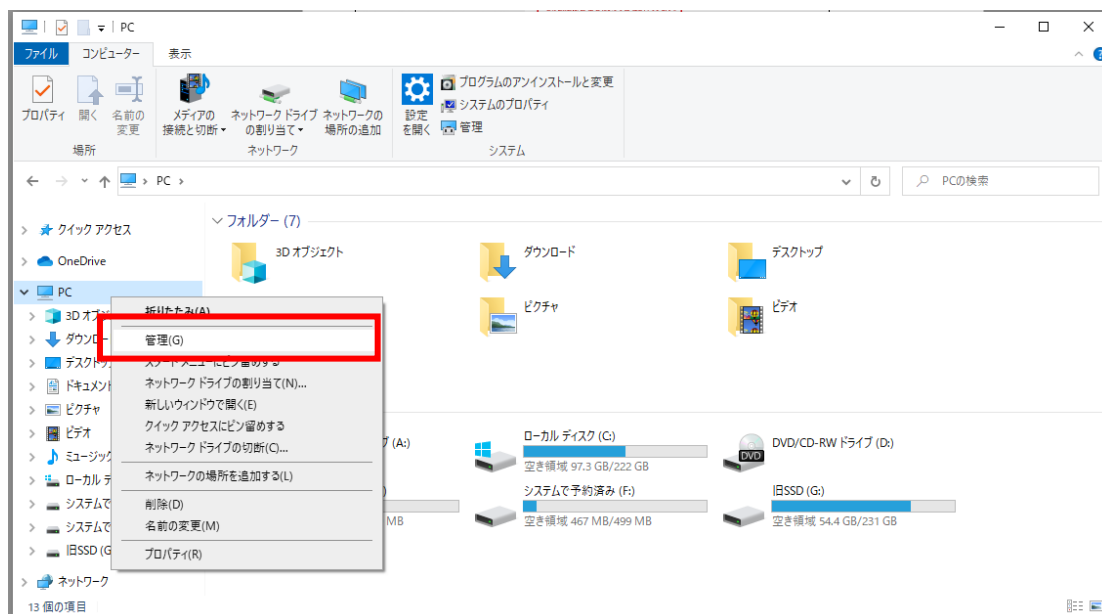 PC
ファイル コンピューター 表示
プロパティ 開く 名前の変更 メディアの接続と切断 ネットワーク ドライブの割り当て ネットワークの場所の追加 設定を開く プログラムのアンインストールと変更
システムのプロパティ
管理
場所 ネットワーク システム
PC PCの検索
クイック アクセス
OneDrive
PC
3D オブジ
ダウンロー
デスクトッ
ドキュメント
ピクチャ
ビデオ
ミュージック
ローカル デ
システムで
システムで
旧SSD (G
ネットワーク
折りたたみ(A)
管理(G)
スタート メニューにピン留めする
ネットワーク ドライブの割り当て(N)...
新しいウィンドウで開く(E)
クイック アクセスにピン留めする
ネットワーク ドライブの切断(C)...
ネットワークの場所を追加する(L)
削除(D)
名前の変更(M)
プロパティ(R)
フォルダー (7)
3D オブジェクト ダウンロード デスクトップ
ピクチャ ビデオ
(A:) ローカル ディスク (C:) DVD/CD-RW ドライブ (D:)
空き領域 97.3 GB/222 GB DVD
システムで予約済み (F:) 旧SSD (G:)
MB 空き領域 467 MB/499 MB 空き領域 54.4 GB/231 GB
13 個の項目